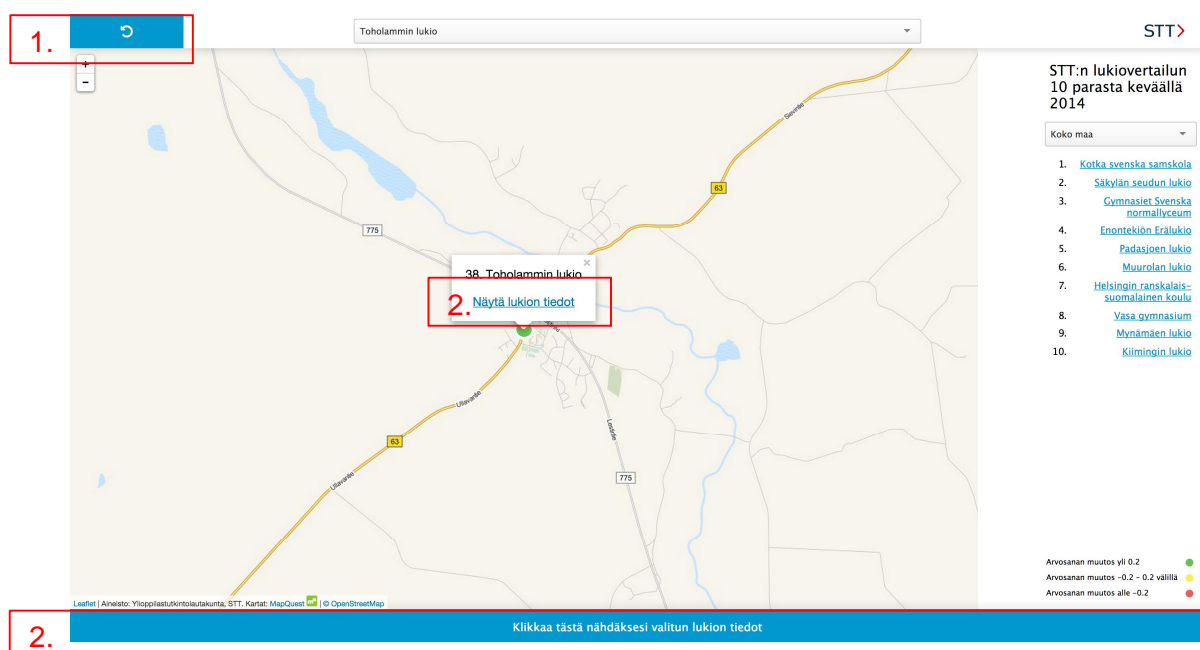 1.
Toholammin lukio
STT>
+
-
STT:n lukiovertailun
10 parasta keväällä
2014
Koko maa
1. Kotka svenska samskola
2. Säkylän seudun lukio
3. Gymnasiet Svenska
normallyceum
4. Enontekiön Erälukio
5. Padasjoen lukio
6. Muurolan lukio
7. Helsingin ranskalais-
suomalainen koulu
8. Vasa gymnasium
9. Mynämäen lukio
10. Kiimingin lukio
Sievintie
63
775
×
38. Toholammin lukio
2. Näytä lukion tiedot
Ullavantie
63
Lestintie
775
Ullavantie
Arvosanan muutos yli 0.2
Arvosanan muutos -0.2 - 0.2 välillä
Arvosanan muutos alle -0.2
Leaflet | Aineisto: Ylioppilastutkintolautakunta, STT. Kartat: MapQuest | © OpenStreetMap
2. Klikkaa tästä nähdäksesi valitun lukion tiedot